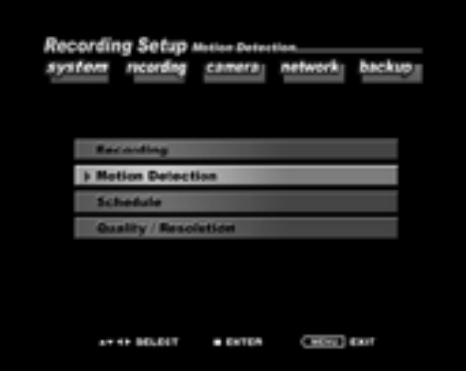 Recording Setup Motion Detection
system recording camera network backup
Recording
Motion Detection
Schedule
Quality / Resolution
SELECT ENTER MENU EXIT